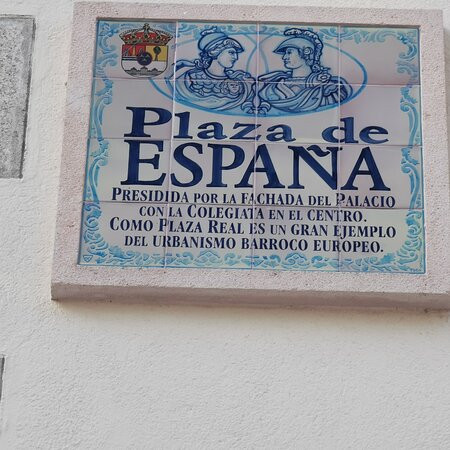 Plaza de
ESPAÑA
PRESIDIDA POR LA FACHADA DEL PALACIO
CON LA COLEGIATA EN EL CENTRO.
COMO PLAZA REAL ES UN GRAN EJEMPLO
DEL URBANISMO BARROCO EUROPEO.